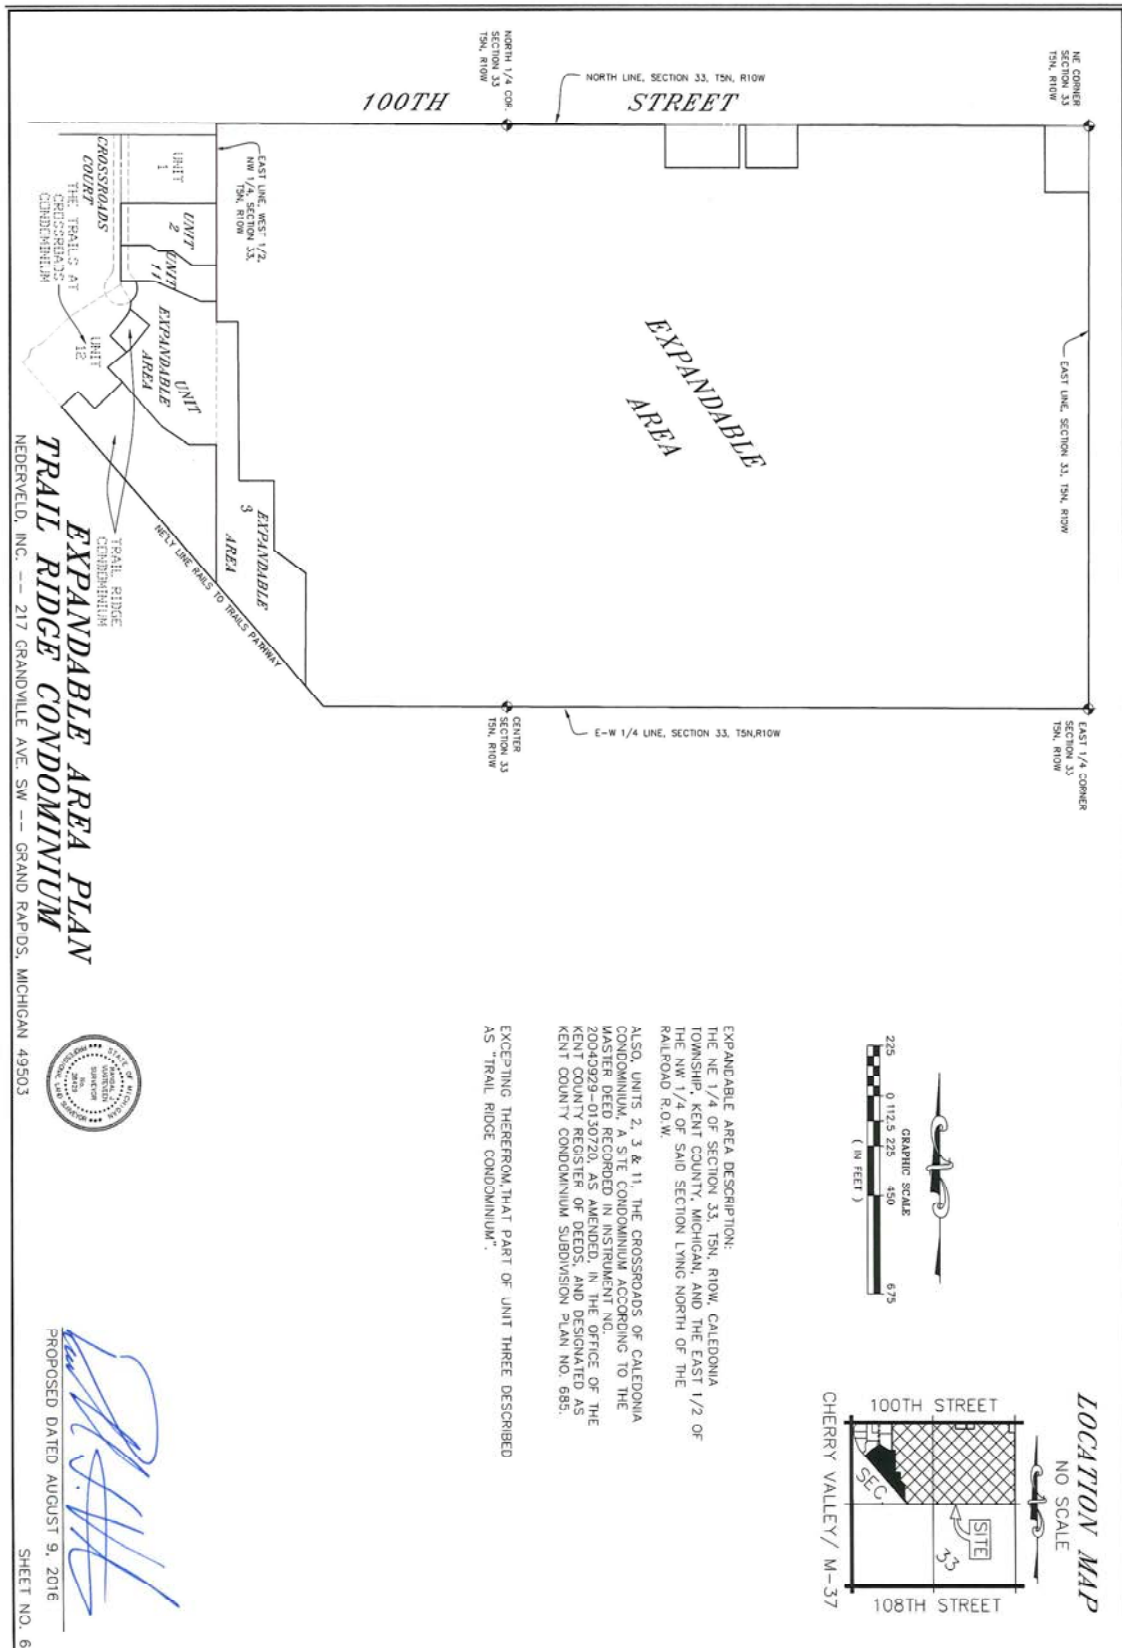 NE CORNER
SECTION 33
T5N, R10W
NORTH 1/4 COR.
SECTION 33
T5N, R10W
NORTH LINE, SECTION 33, T5N, R10W
100TH STREET
EAST LINE, WEST 1/2,
NW 1/4, SECTION 33,
T5N, R10W
EAST LINE, SECTION 33, T5N, R10W
EXPANDABLE
AREA
UNIT
1
UNIT
2
UNIT
11
CROSSROADS
COURT
THE TRAILS AT
CROSSROADS
CONDOMINIUM
UNIT
12
UNIT
EXPANDABLE
AREA
3
EXPANDABLE
AREA
TRAIL RIDGE
CONDOMINIUM
NE'LY LINE RAILS TO TRAILS PATHWAY
EAST 1/4 CORNER
SECTION 33
T5N, R10W
CENTER
SECTION 33
T5N, R10W
E-W 1/4 LINE, SECTION 33, T5N,R10W
LOCATION MAP
NO SCALE
100TH STREET
SEC.
33
SITE
108TH STREET
CHERRY VALLEY/ M-37
GRAPHIC SCALE
225 0 112.5 225 450 675
( IN FEET )
EXPANDABLE AREA DESCRIPTION:
THE NE 1/4 OF SECTION 33, T5N, R10W, CALEDONIA
TOWNSHIP, KENT COUNTY, MICHIGAN, AND THE EAST 1/2 OF
THE NW 1/4 OF SAID SECTION LYING NORTH OF THE
RAILROAD R.O.W.
ALSO, UNITS 2, 3 & 11, THE CROSSROADS OF CALEDONIA
CONDOMINIUM, A SITE CONDOMINIUM ACCORDING TO THE
MASTER DEED RECORDED IN INSTRUMENT NO.
20040929-0130720, AS AMENDED, IN THE OFFICE OF THE
KENT COUNTY REGISTER OF DEEDS, AND DESIGNATED AS
KENT COUNTY CONDOMINIUM SUBDIVISION PLAN NO. 685.
EXCEPTING THEREFROM,THAT PART OF UNIT THREE DESCRIBED
AS "TRAIL RIDGE CONDOMINIUM".
EXPANDABLE AREA PLAN
TRAIL RIDGE CONDOMINIUM
NEDERVELD, INC. -- 217 GRANDVILLE AVE. SW -- GRAND RAPIDS, MICHIGAN 49503
STATE OF MICHIGAN
RANDAL J.
VUGTEVEEN
SURVEYOR
No.
28429
PROFESSIONAL LAND SURVEYOR
PROPOSED DATED AUGUST 9, 2016
SHEET NO. 6